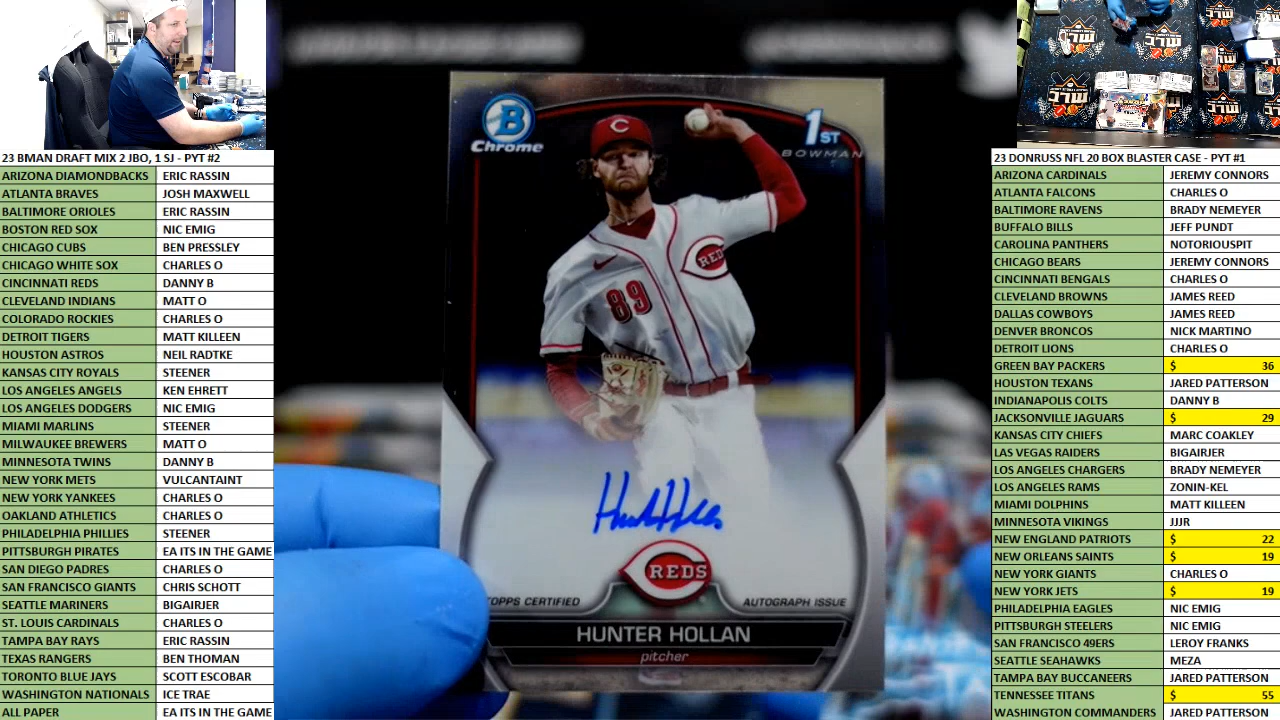 23 BMAN DRAFT MIX 2 JBO, 1 SJ - PYT #2
ARIZONA DIAMONDBACKS ERIC RASSIN
ATLANTA BRAVES JOSH MAXWELL
BALTIMORE ORIOLES ERIC RASSIN
BOSTON RED SOX NIC EMIG
CHICAGO CUBS BEN PRESSLEY
CHICAGO WHITE SOX CHARLES O
CINCINNATI REDS DANNY B
CLEVELAND INDIANS MATT O
COLORADO ROCKIES CHARLES O
DETROIT TIGERS MATT KILLEEN
HOUSTON ASTROS NEIL RADTKE
KANSAS CITY ROYALS STEENER
LOS ANGELES ANGELS KEN EHRETT
LOS ANGELES DODGERS NIC EMIG
MIAMI MARLINS STEENER
MILWAUKEE BREWERS MATT O
MINNESOTA TWINS DANNY B
NEW YORK METS VULCANTAINT
NEW YORK YANKEES CHARLES O
OAKLAND ATHLETICS CHARLES O
PHILADELPHIA PHILLIES STEENER
PITTSBURGH PIRATES EA ITS IN THE GAME
SAN DIEGO PADRES CHARLES O
SAN FRANCISCO GIANTS CHRIS SCHOTT
SEATTLE MARINERS BIGAIRJER
ST. LOUIS CARDINALS CHARLES O
TAMPA BAY RAYS ERIC RASSIN
TEXAS RANGERS BEN THOMAN
TORONTO BLUE JAYS SCOTT ESCOBAR
WASHINGTON NATIONALS ICE TRAE
ALL PAPER EA ITS IN THE GAME
B
Chrome
1ST
BOWMAN
C
REDS
89
Hunter Hollan
REDS
TOPPS CERTIFIED
AUTOGRAPH ISSUE
HUNTER HOLLAN
pitcher
23 DONRUSS NFL 20 BOX BLASTER CASE - PYT #1
ARIZONA CARDINALS JEREMY CONNORS
ATLANTA FALCONS CHARLES O
BALTIMORE RAVENS BRADY NEMEYER
BUFFALO BILLS JEFF PUNDT
CAROLINA PANTHERS NOTORIOUSPIT
CHICAGO BEARS JEREMY CONNORS
CINCINNATI BENGALS CHARLES O
CLEVELAND BROWNS JAMES REED
DALLAS COWBOYS JAMES REED
DENVER BRONCOS NICK MARTINO
DETROIT LIONS CHARLES O
GREEN BAY PACKERS $ 36
HOUSTON TEXANS JARED PATTERSON
INDIANAPOLIS COLTS DANNY B
JACKSONVILLE JAGUARS $ 29
KANSAS CITY CHIEFS MARC COAKLEY
LAS VEGAS RAIDERS BIGAIRJER
LOS ANGELES CHARGERS BRADY NEMEYER
LOS ANGELES RAMS ZONIN-KEL
MIAMI DOLPHINS MATT KILLEEN
MINNESOTA VIKINGS JJJR
NEW ENGLAND PATRIOTS $ 22
NEW ORLEANS SAINTS $ 19
NEW YORK GIANTS CHARLES O
NEW YORK JETS $ 19
PHILADELPHIA EAGLES NIC EMIG
PITTSBURGH STEELERS NIC EMIG
SAN FRANCISCO 49ERS LEROY FRANKS
SEATTLE SEAHAWKS MEZA
TAMPA BAY BUCCANEERS JARED PATTERSON
TENNESSEE TITANS $ 55
WASHINGTON COMMANDERS JARED PATTERSON